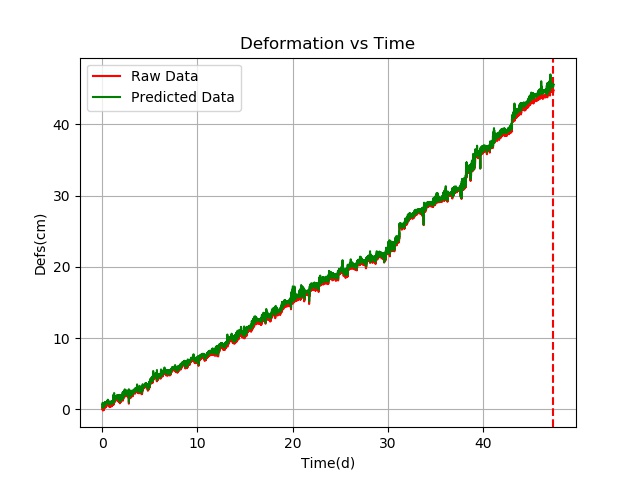 Deformation vs Time
Raw Data
Predicted Data
Defs(cm)
40
30
20
10
0
0 10 20 30 40
Time(d)